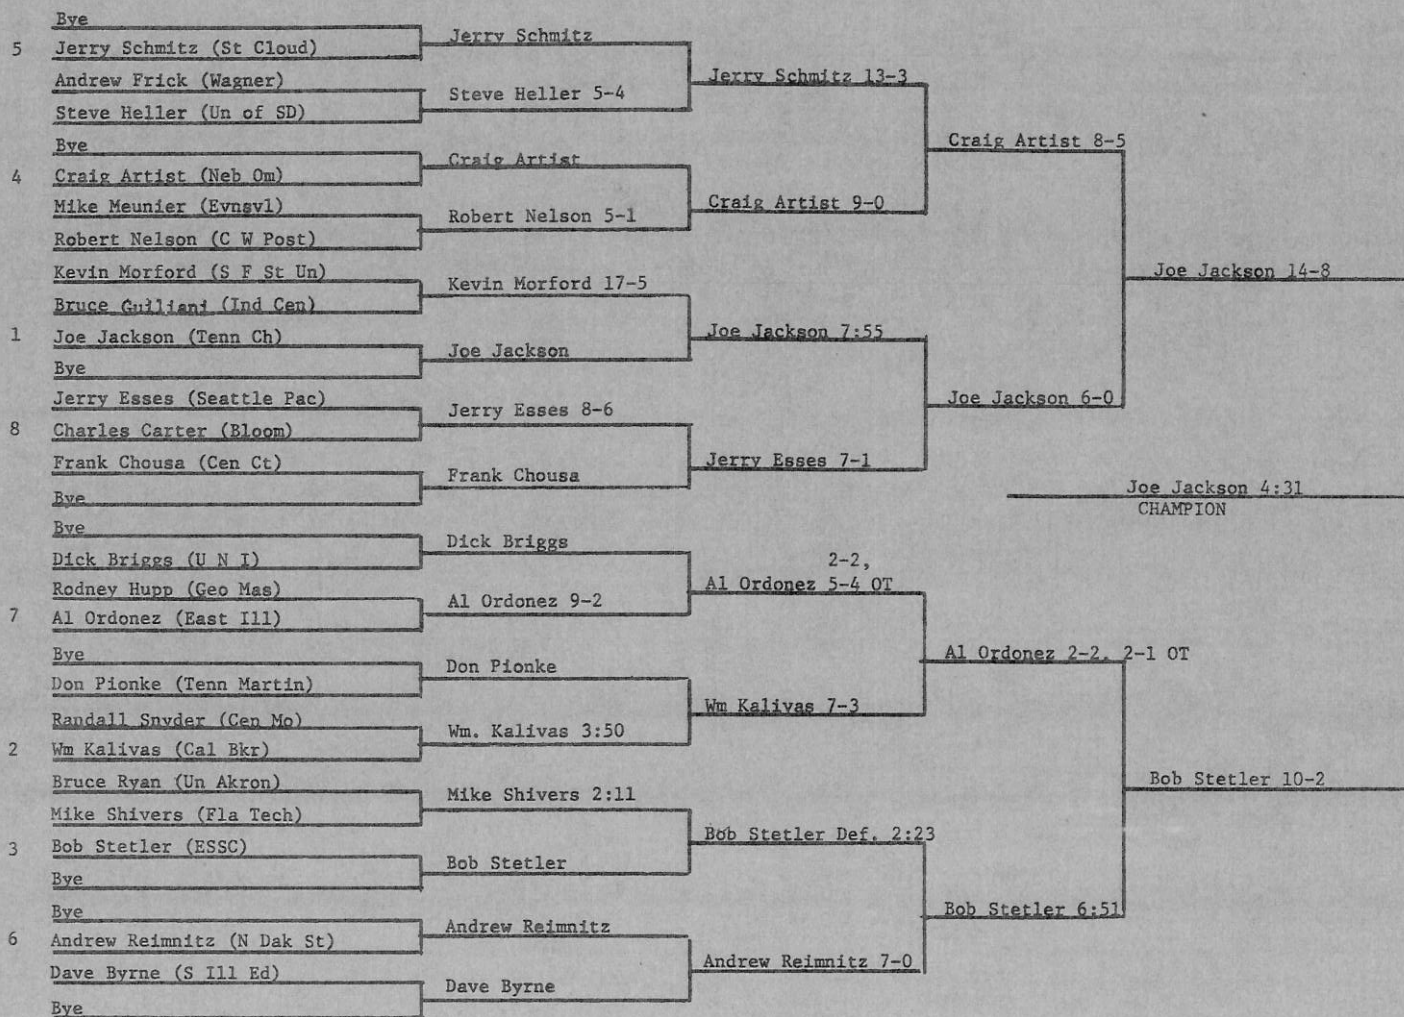 Bye
5 Jerry Schmitz (St Cloud)
Andrew Frick (Wagner)
Steve Heller (Un of SD)
Bye
4 Craig Artist (Neb Om)
Mike Meunier (Evnsvl)
Robert Nelson (C W Post)
Kevin Morford (S F St Un)
Bruce Guiliani (Ind Cen)
1 Joe Jackson (Tenn Ch)
Bye
Jerry Esses (Seattle Pac)
8 Charles Carter (Bloom)
Frank Chousa (Cen Ct)
Bye
Bye
Dick Briggs (U N I)
Rodney Hupp (Geo Mas)
7 Al Ordonez (East Ill)
Bye
Don Pionke (Tenn Martin)
Randall Snyder (Cen Mo)
2 Wm Kalivas (Cal Bkr)
Bruce Ryan (Un Akron)
Mike Shivers (Fla Tech)
3 Bob Stetler (ESSC)
Bye
Bye
6 Andrew Reimnitz (N Dak St)
Dave Byrne (S Ill Ed)
Bye
Jerry Schmitz
Steve Heller 5-4
Craig Artist
Robert Nelson 5-1
Kevin Morford 17-5
Joe Jackson
Jerry Esses 8-6
Frank Chousa
Dick Briggs
Al Ordonez 9-2
Don Pionke
Wm. Kalivas 3:50
Mike Shivers 2:11
Bob Stetler
Andrew Reimnitz
Dave Byrne
Jerry Schmitz 13-3
Craig Artist 9-0
Joe Jackson 7:55
Jerry Esses 7-1
2-2,
Al Ordonez 5-4 OT
Wm Kalivas 7-3
Bob Stetler Def. 2:23
Andrew Reimnitz 7-0
Craig Artist 8-5
Joe Jackson 6-0
Al Ordonez 2-2, 2-1 OT
Bob Stetler 6:51
Joe Jackson 14-8
Bob Stetler 10-2
Joe Jackson 4:31
CHAMPION